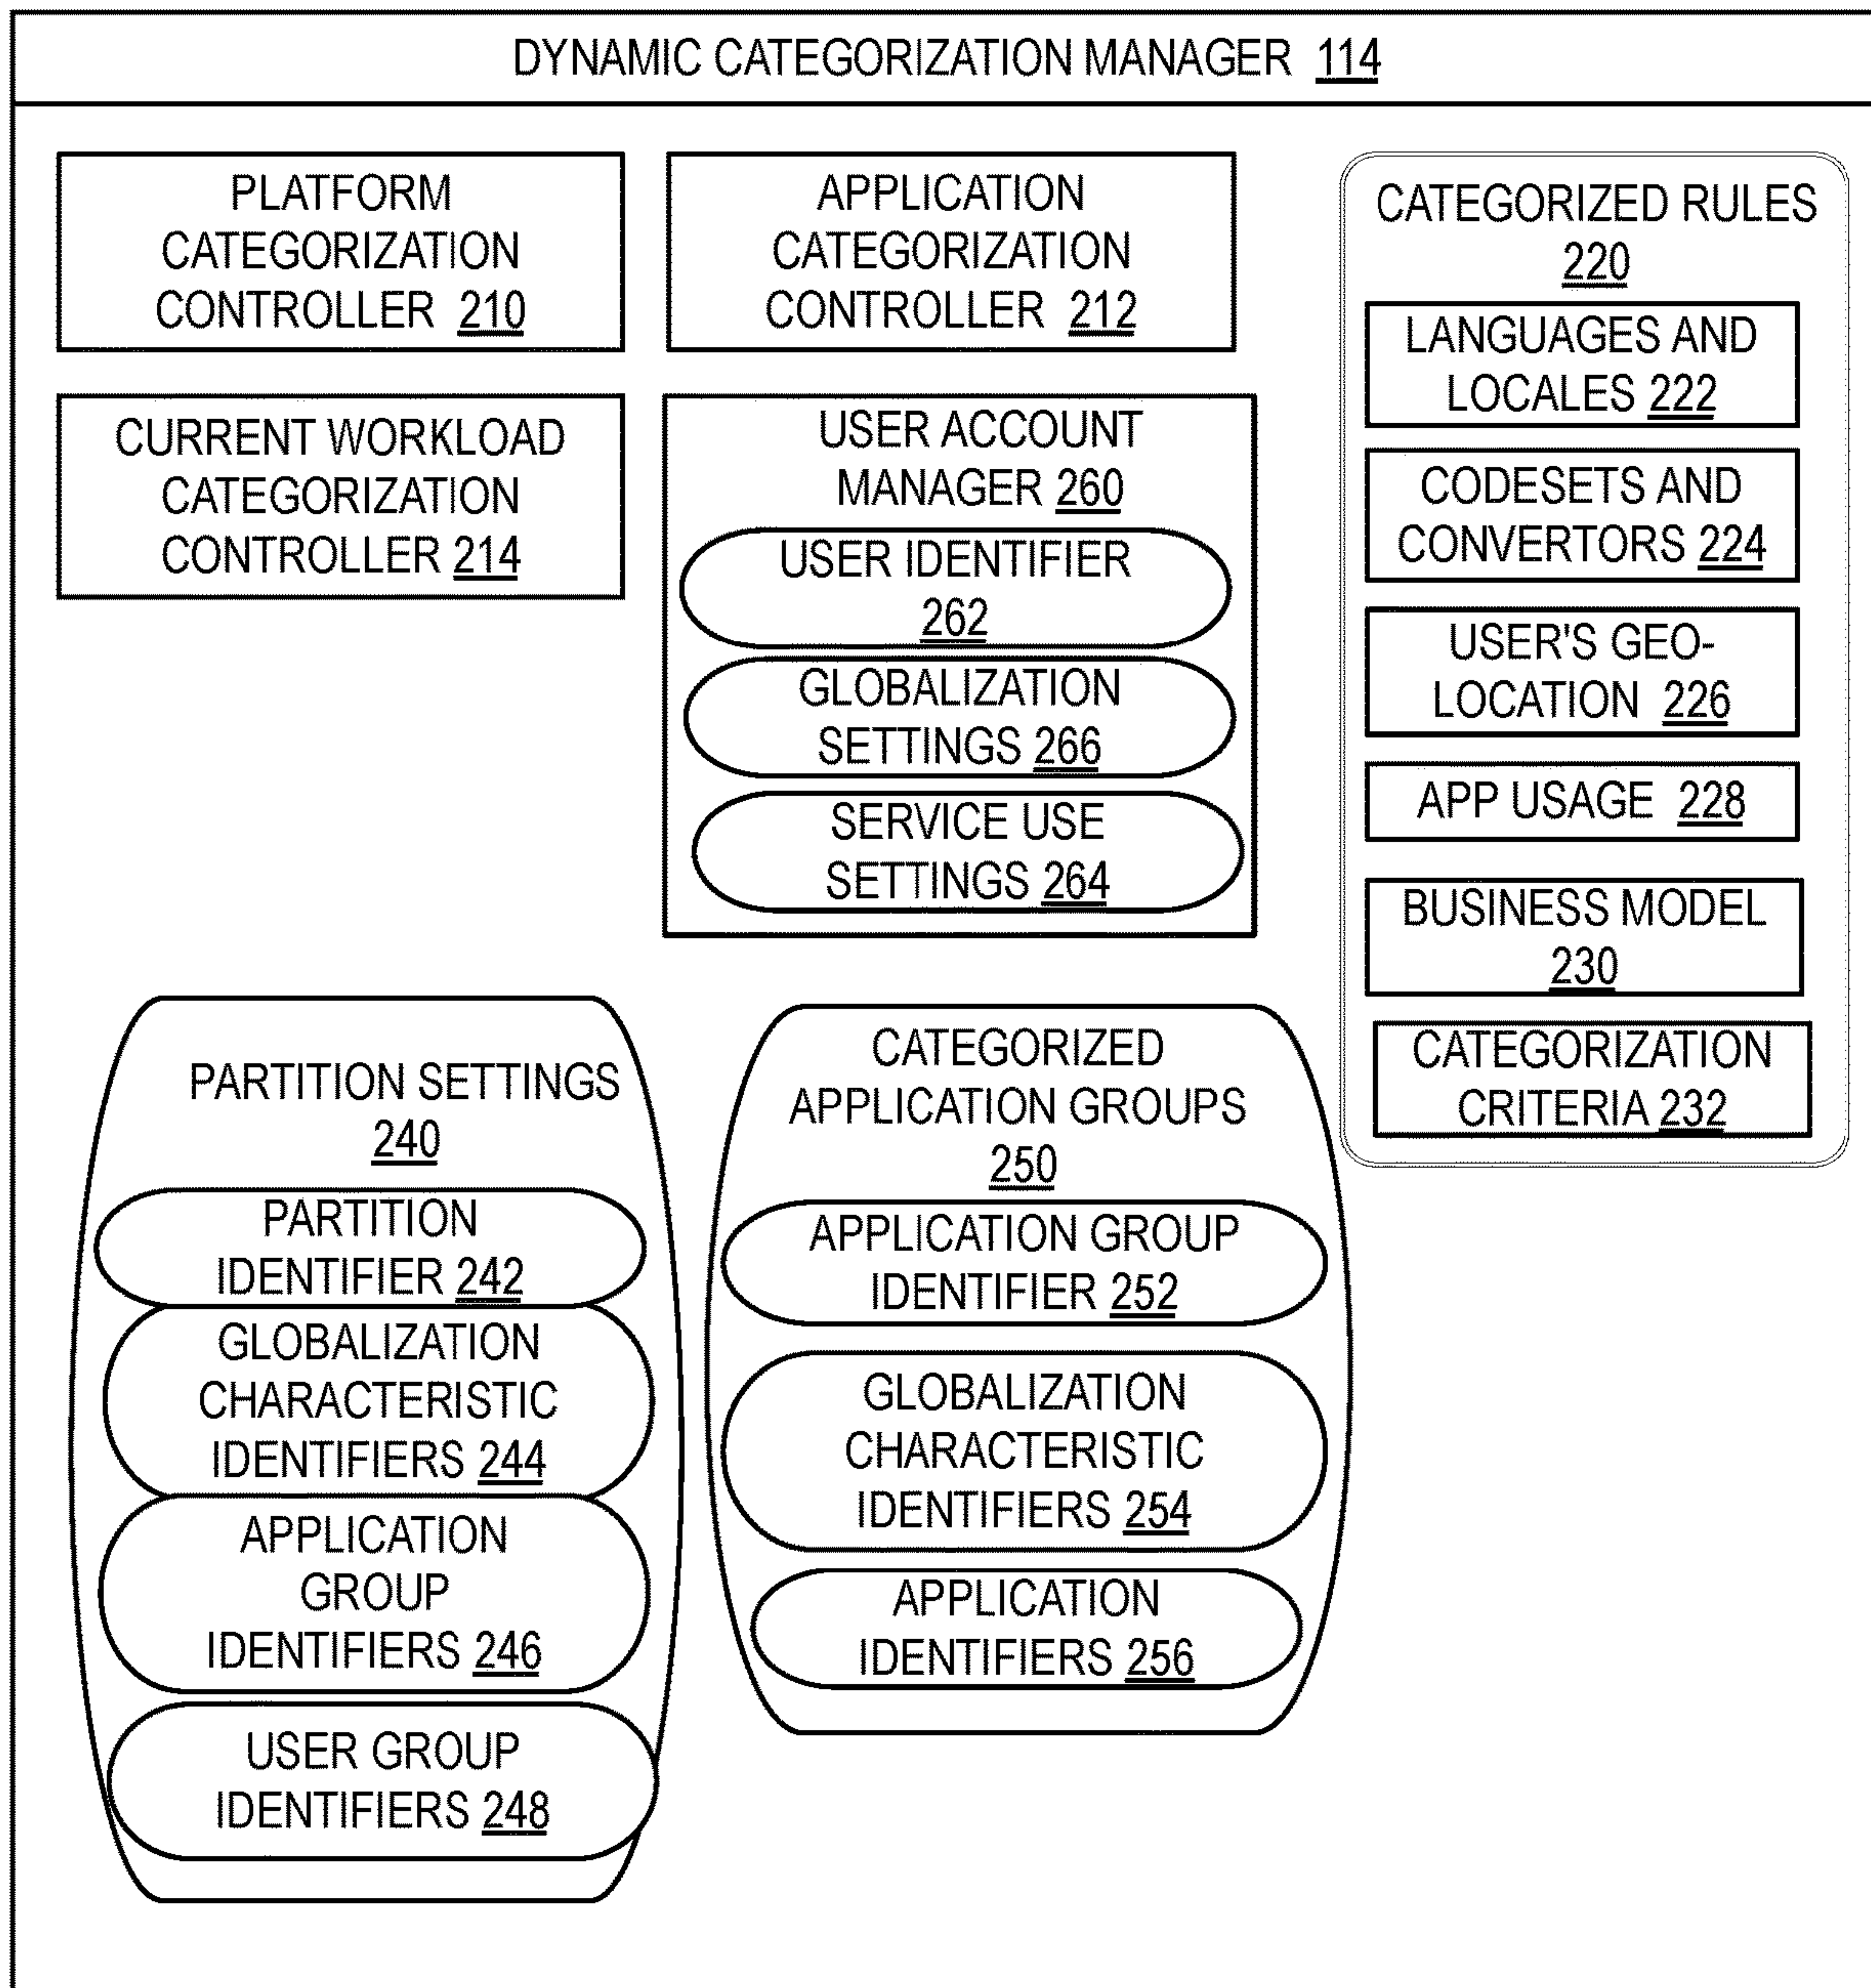 DYNAMIC CATEGORIZATION MANAGER 114
PLATFORM
CATEGORIZATION
CONTROLLER 210
APPLICATION
CATEGORIZATION
CONTROLLER 212
CURRENT WORKLOAD
CATEGORIZATION
CONTROLLER 214
USER ACCOUNT
MANAGER 260
USER IDENTIFIER
262
GLOBALIZATION
SETTINGS 266
SERVICE USE
SETTINGS 264
CATEGORIZED RULES
220
LANGUAGES AND
LOCALES 222
CODESETS AND
CONVERTORS 224
USER'S GEO-
LOCATION 226
APP USAGE 228
BUSINESS MODEL
230
CATEGORIZATION
CRITERIA 232
PARTITION SETTINGS
240
PARTITION
IDENTIFIER 242
GLOBALIZATION
CHARACTERISTIC
IDENTIFIERS 244
APPLICATION
GROUP
IDENTIFIERS 246
USER GROUP
IDENTIFIERS 248
CATEGORIZED
APPLICATION GROUPS
250
APPLICATION GROUP
IDENTIFIER 252
GLOBALIZATION
CHARACTERISTIC
IDENTIFIERS 254
APPLICATION
IDENTIFIERS 256